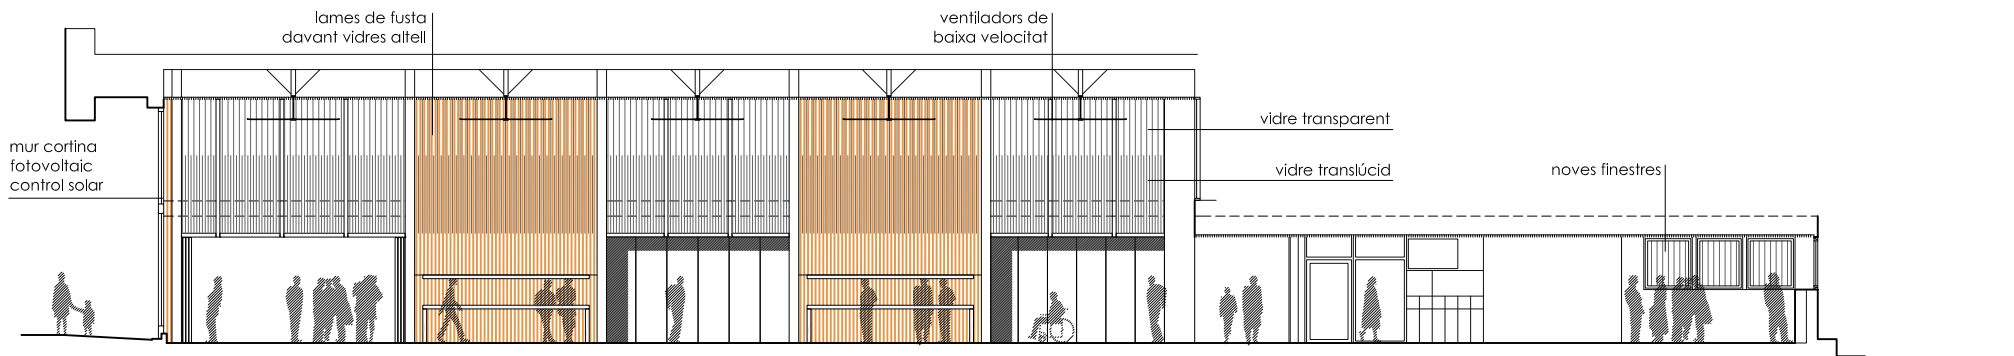 lames de fusta
davant vidres altell
ventiladors de
baixa velocitat
vidre transparent
mur cortina
fotovoltaic
control solar
vidre translúcid
noves finestres